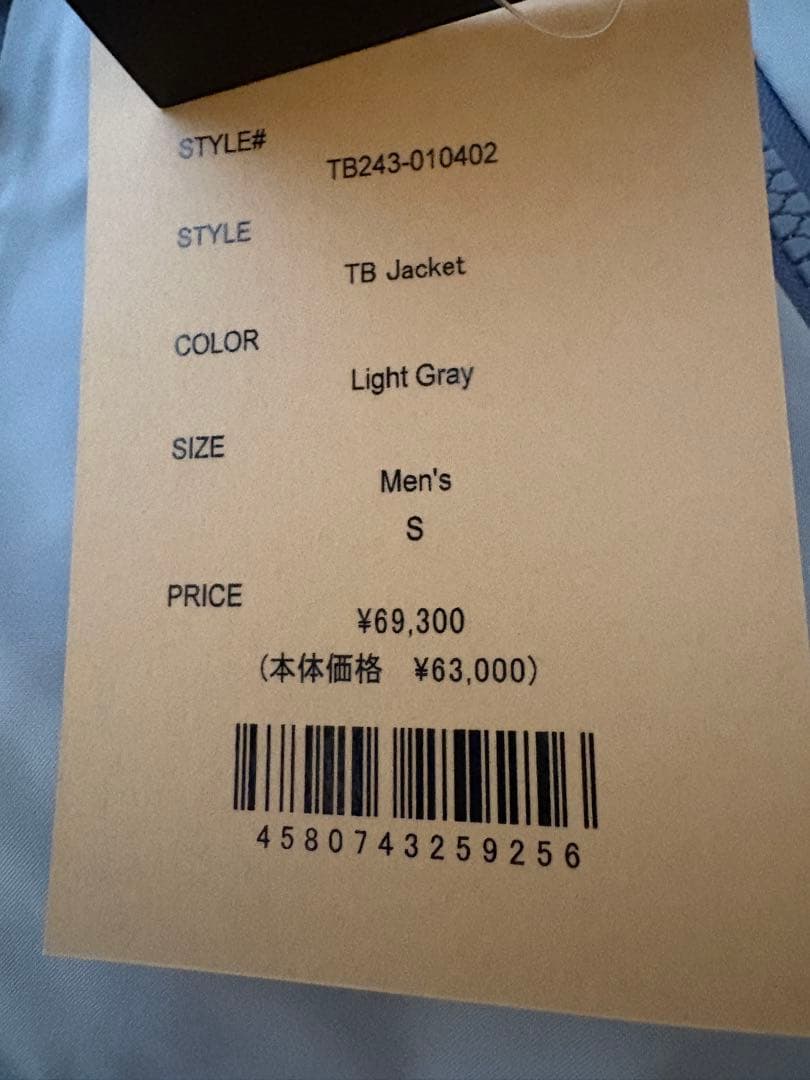 STYLE#
TB243-010402
STYLE
TB Jacket
COLOR
Light Gray
SIZE
Men's
S
PRICE
¥69,300
(本体価格　¥63,000)
4580743259256